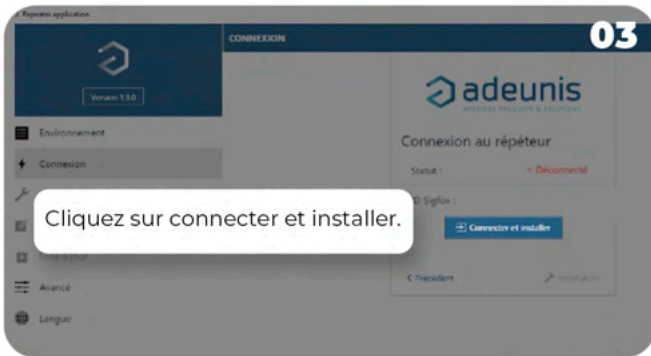 Repeater application
CONNEXION
03
Version 1.5.0
adeunis
WIRELESS PRODUCTS & SOLUTIONS
Environnement
Connexion au répéteur
Connexion
Statut :
× Déconnecté
Cliquez sur connecter et installer.
Sigfox :
Connecter et installer
à jour
Avancé
Précédent
Installation
Langue